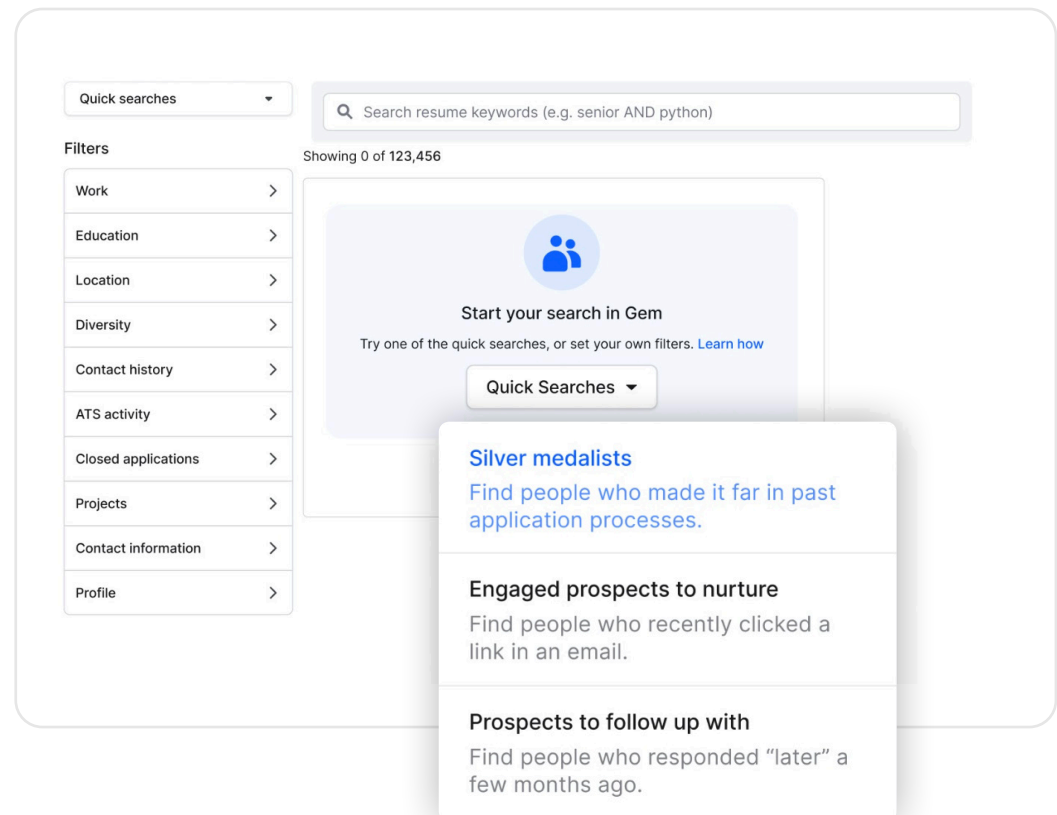 Quick searches
Search resume keywords (e.g. senior AND python)
Filters
Showing 0 of 123,456
Work
Education
Location
Diversity
Contact history
ATS activity
Closed applications
Projects
Contact information
Profile
Start your search in Gem
Try one of the quick searches, or set your own filters. Learn how
Quick Searches
Silver medalists
Find people who made it far in past
application processes.
Engaged prospects to nurture
Find people who recently clicked a
link in an email.
Prospects to follow up with
Find people who responded “later” a
few months ago.